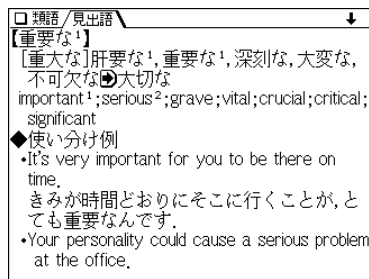 類語/見出語
【重要な¹】
[重大な]肝要な¹,重要な¹,深刻な,大変な,
不可欠な➡大切な
important¹;serious²;grave;vital;crucial;critical;
significant
◆使い分け例
•It's very important for you to be there on
time.
きみが時間どおりにそこに行くことが,と
ても重要なんです.
•Your personality could cause a serious problem
at the office.